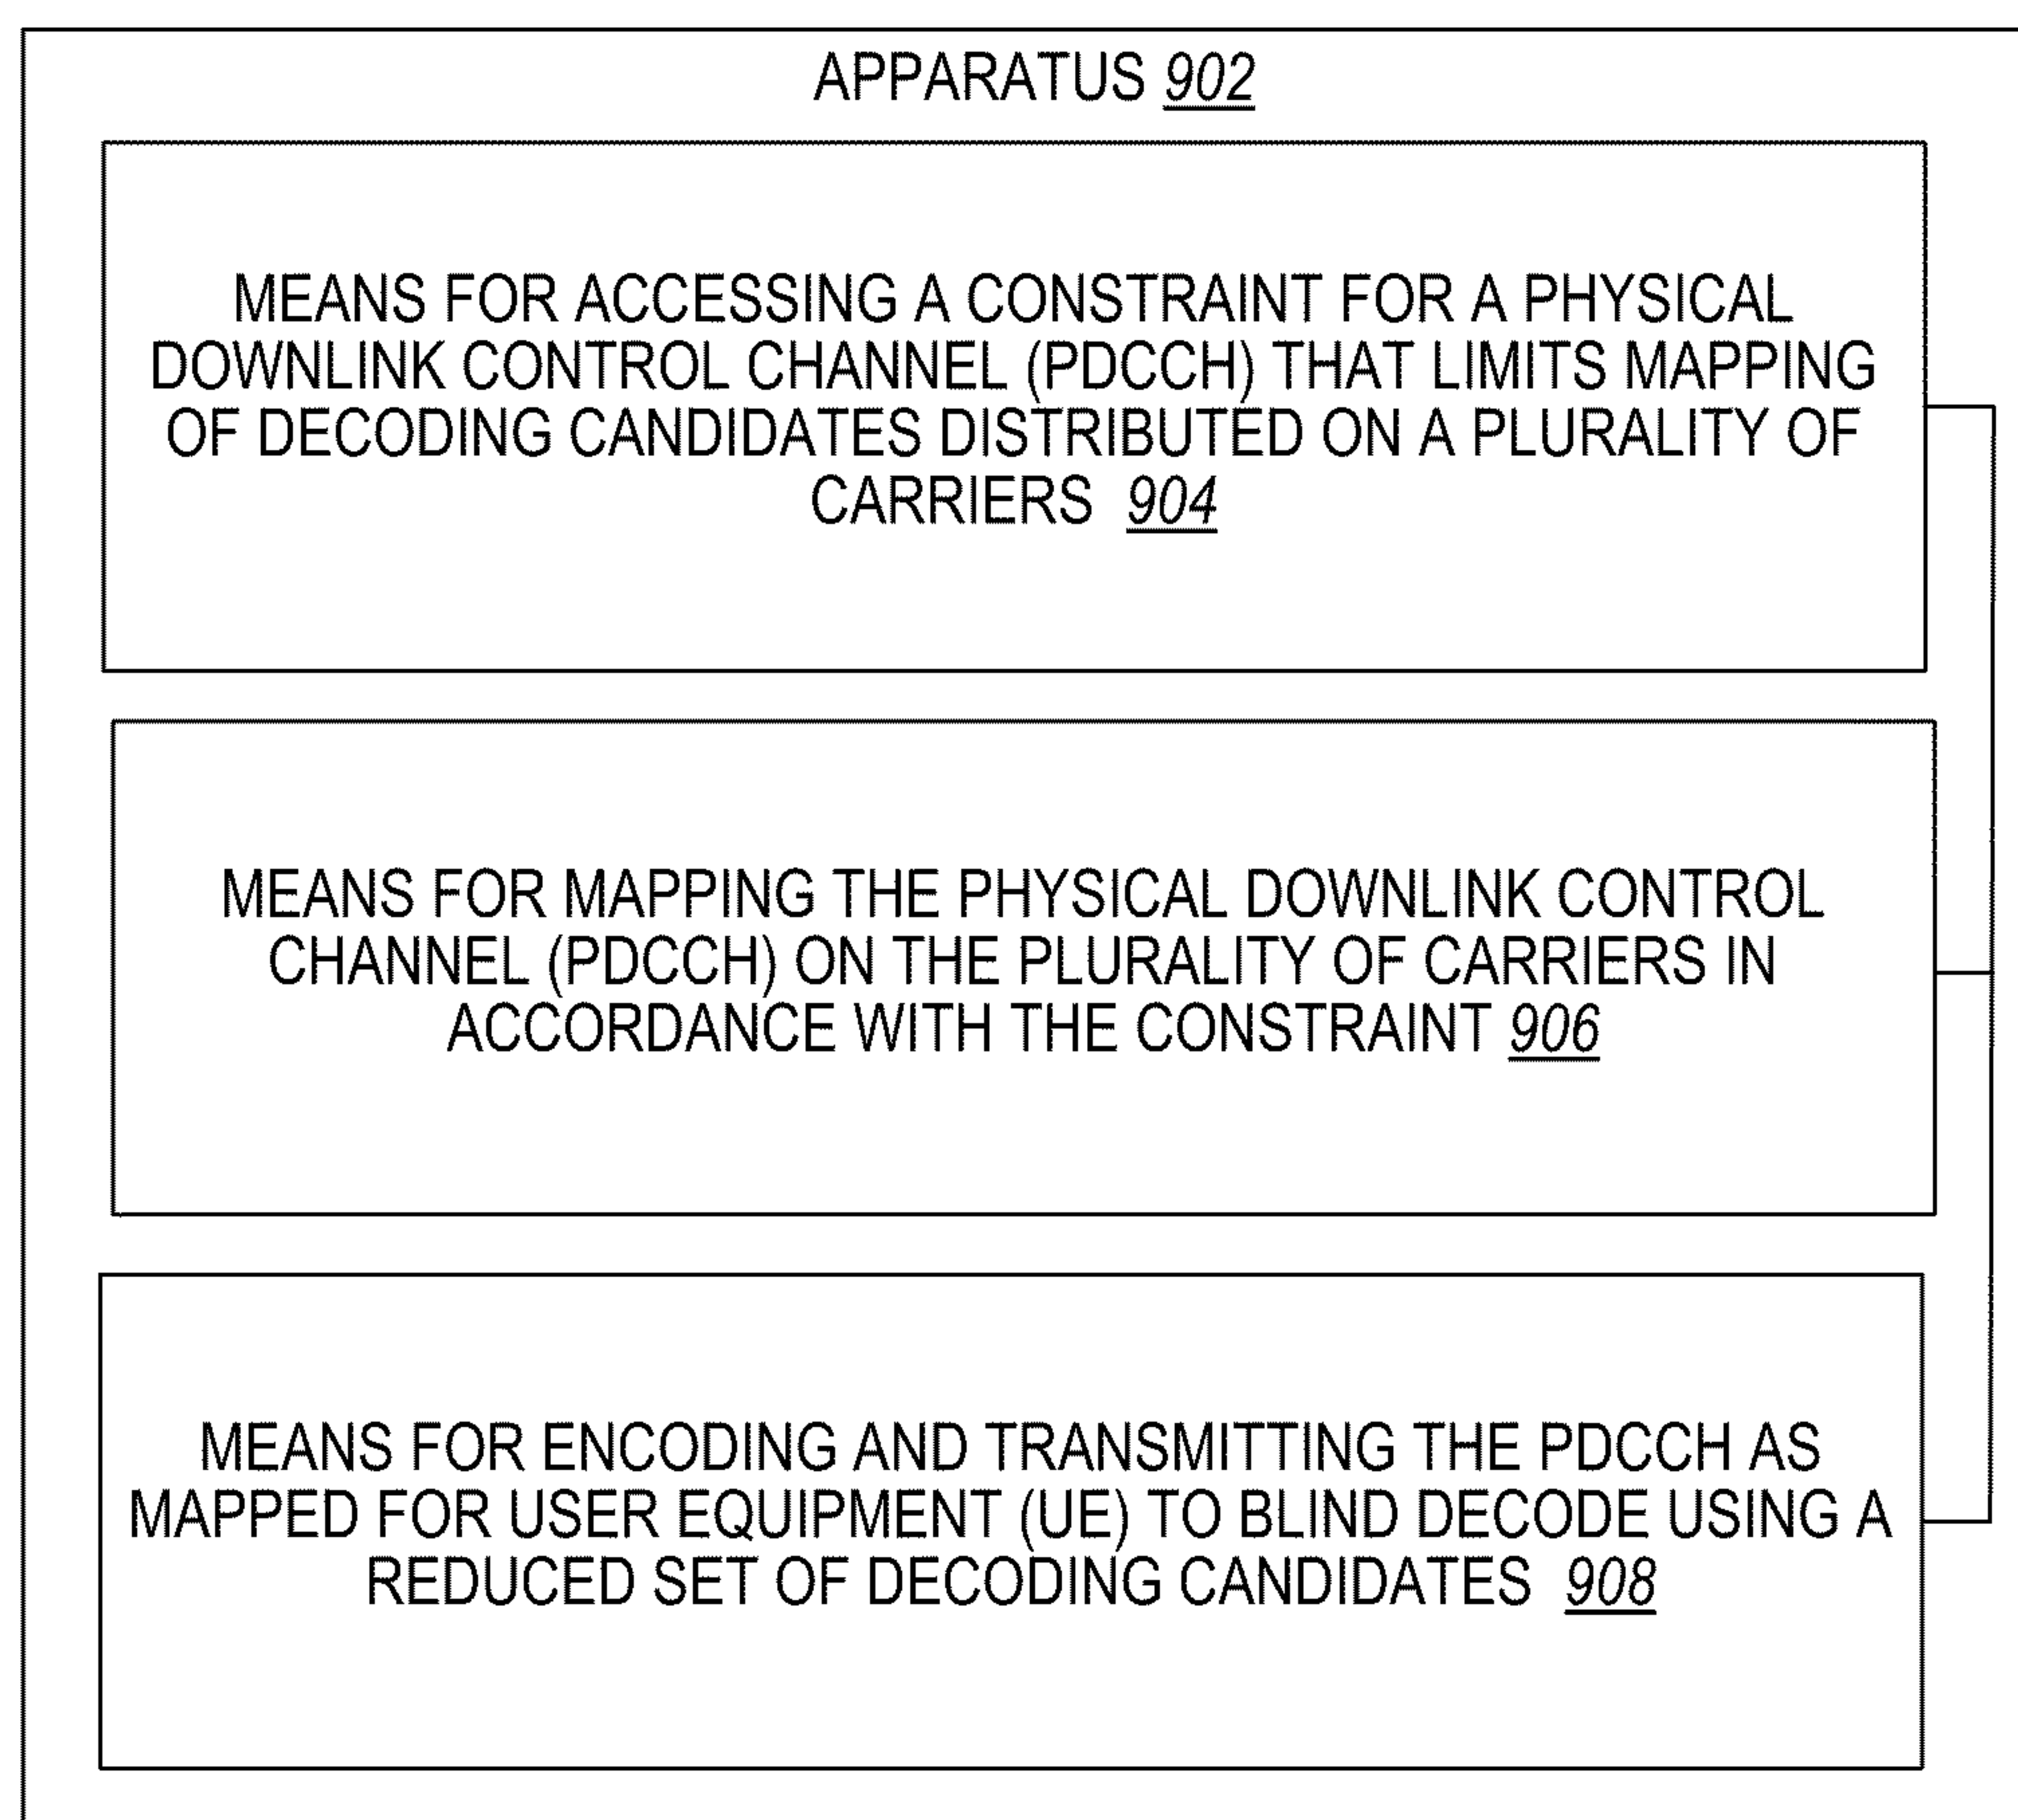 APPARATUS 902
MEANS FOR ACCESSING A CONSTRAINT FOR A PHYSICAL
DOWNLINK CONTROL CHANNEL (PDCCH) THAT LIMITS MAPPING
OF DECODING CANDIDATES DISTRIBUTED ON A PLURALITY OF
CARRIERS 904
MEANS FOR MAPPING THE PHYSICAL DOWNLINK CONTROL
CHANNEL (PDCCH) ON THE PLURALITY OF CARRIERS IN
ACCORDANCE WITH THE CONSTRAINT 906
MEANS FOR ENCODING AND TRANSMITTING THE PDCCH AS
MAPPED FOR USER EQUIPMENT (UE) TO BLIND DECODE USING A
REDUCED SET OF DECODING CANDIDATES 908